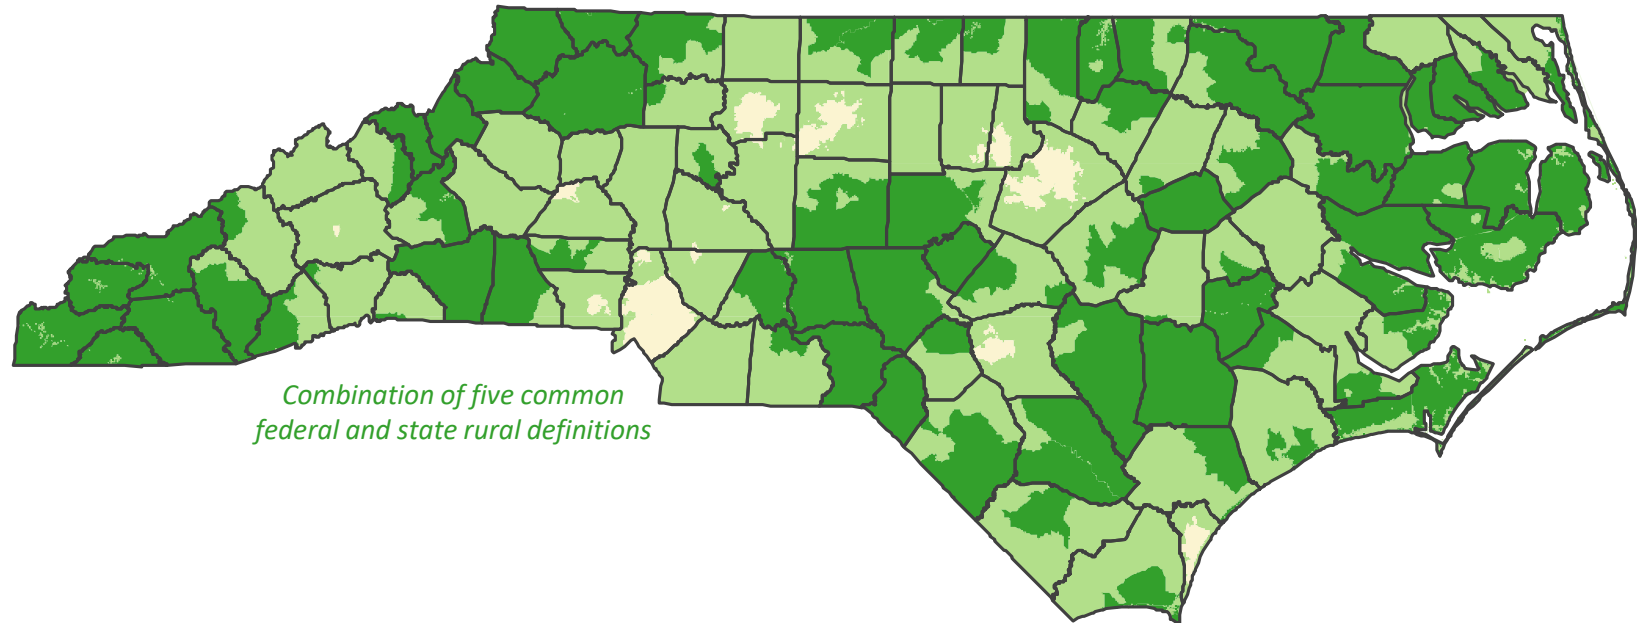 Combination of five common
federal and state rural definitions